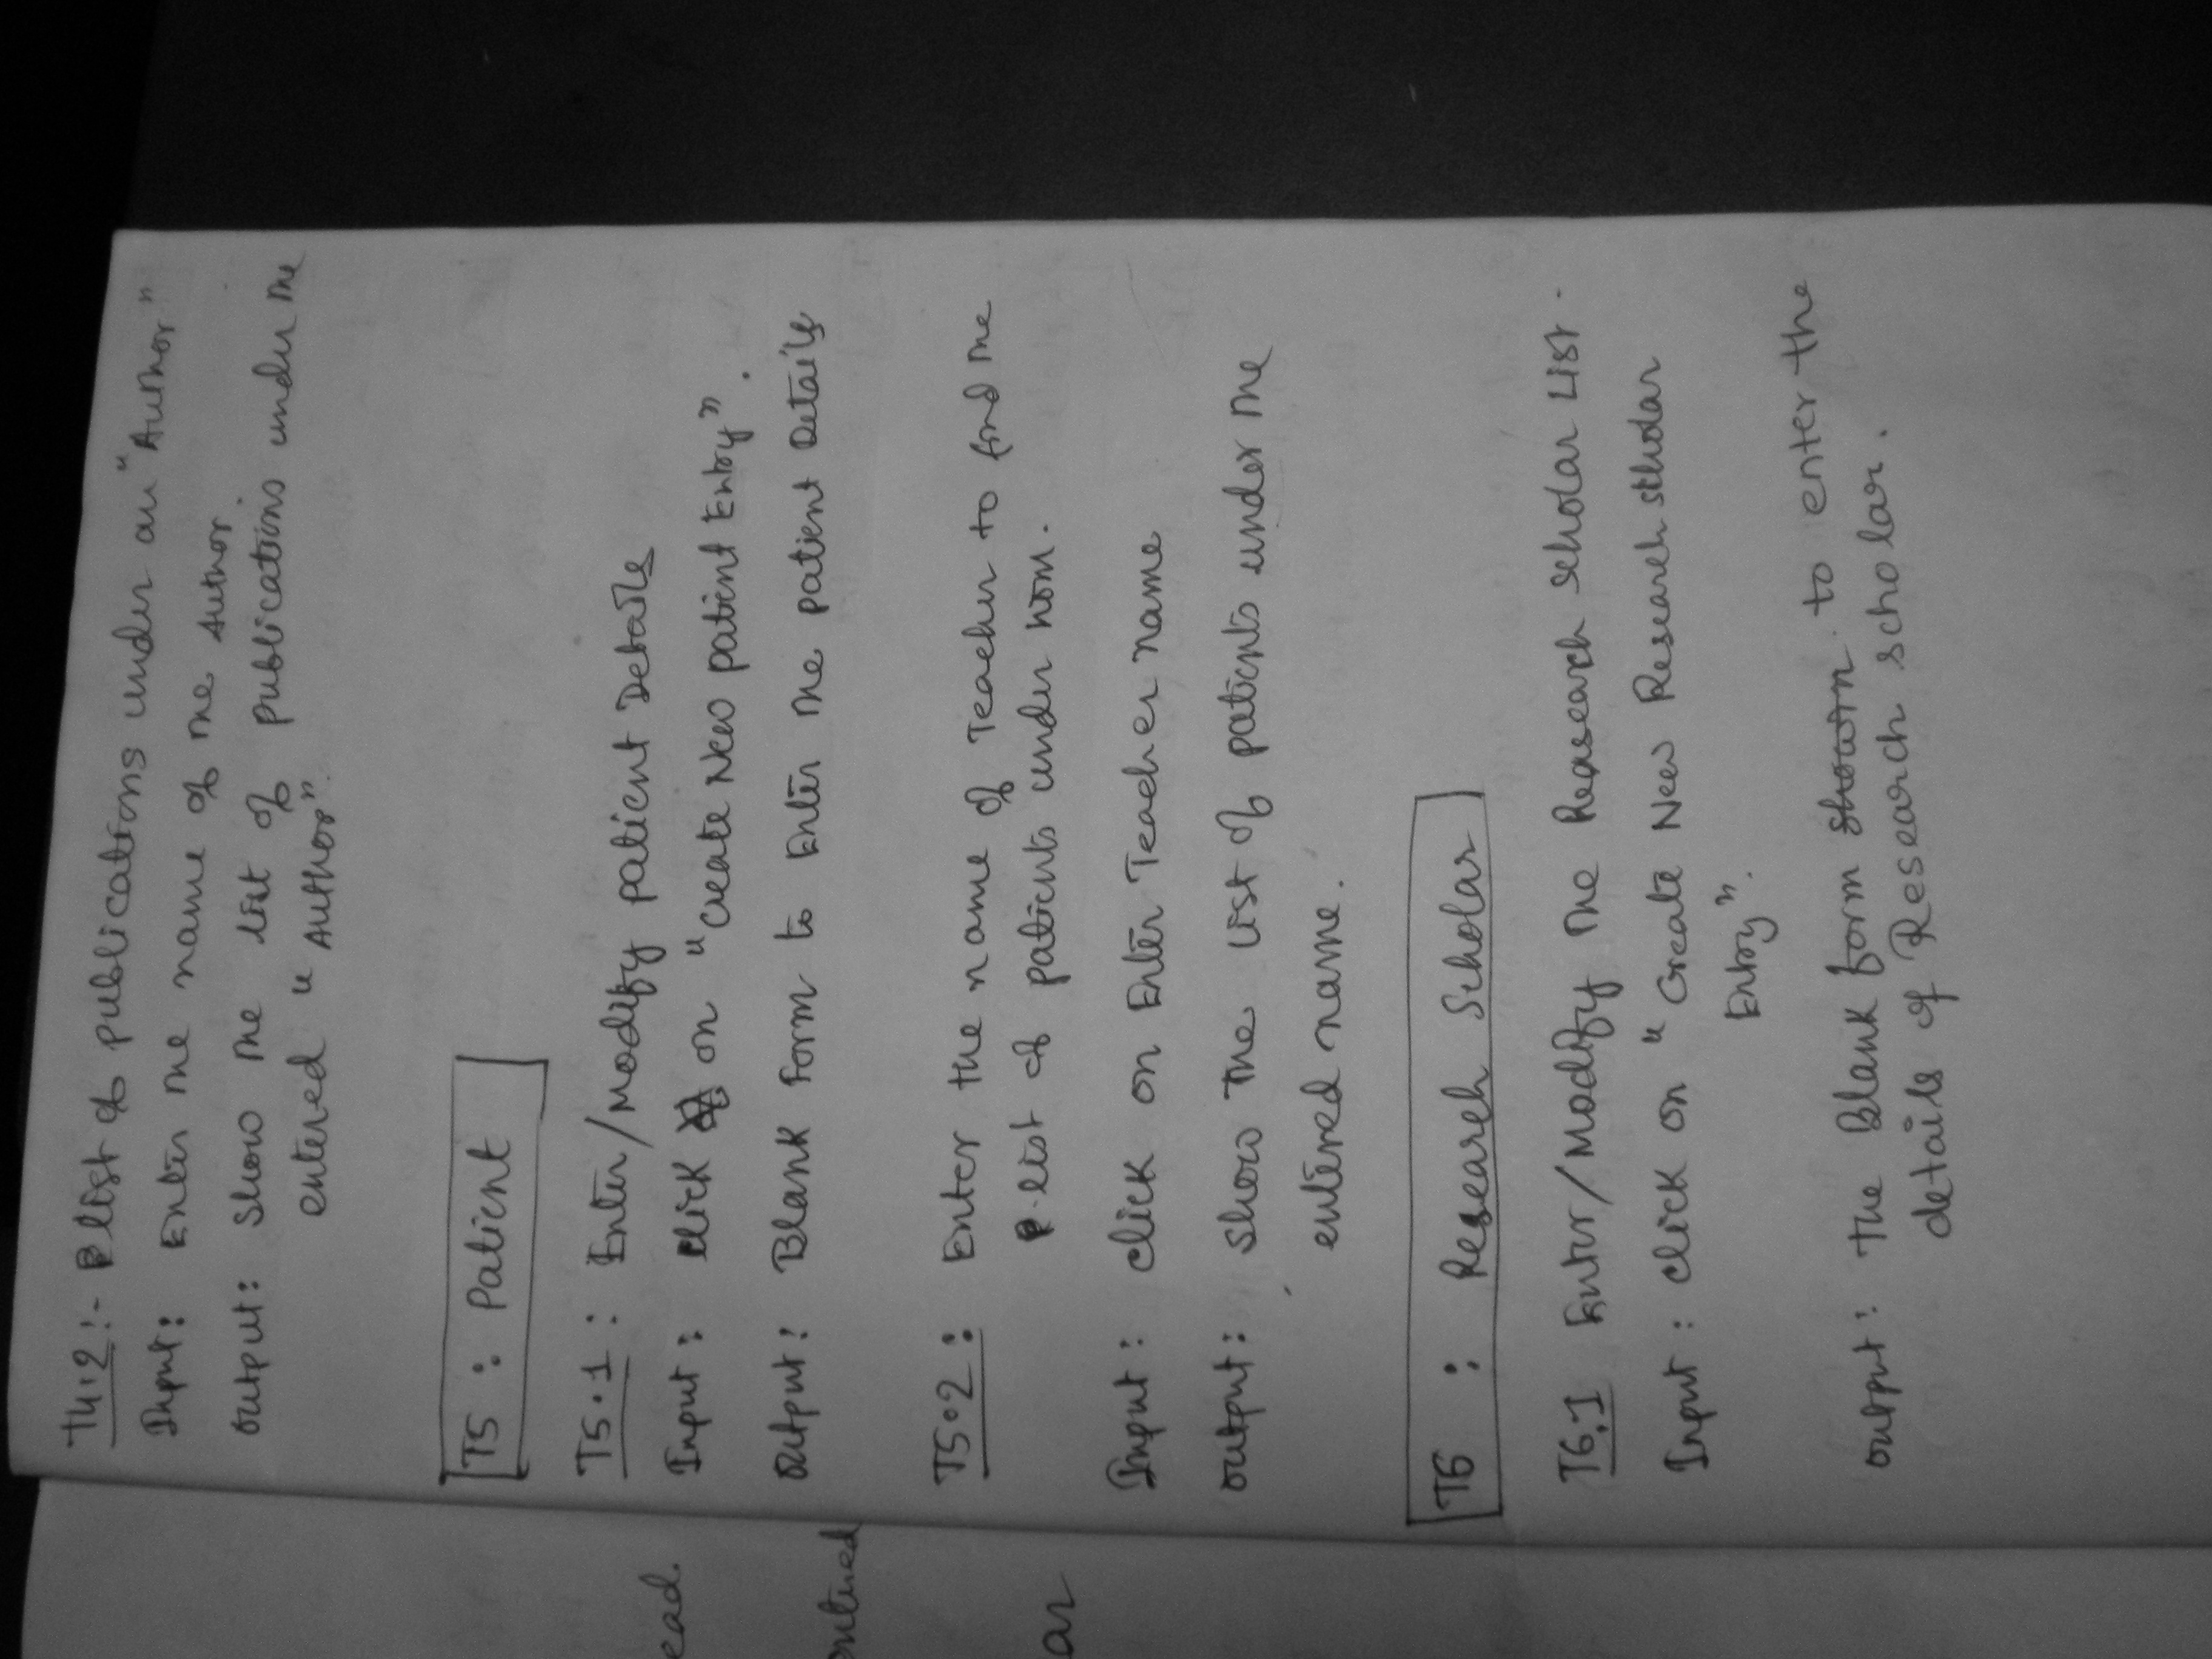 T4.2:- list of publications under an "Author"
Input: Enter the name of the Author.
output: show the list of publications under the
entered "Author".
T5 : Patient
T5.1 : Enter/Modify patient Details
Input: click on "create New patient Entry".
output: Blank Form to Enter the patient Details
T5.2: Enter the name of Teacher to find the
list of patients under him.
Input: click on Enter Teacher name
output: show The list of patients under the
entered name.
T6 : Research Scholar
T6.1 Enter/Modify The Research scholar List.
Input: click on "Create New Research scholar
Entry".
output: the Blank form shown to enter the
details of Research scholar.
ead.
ontined
ar